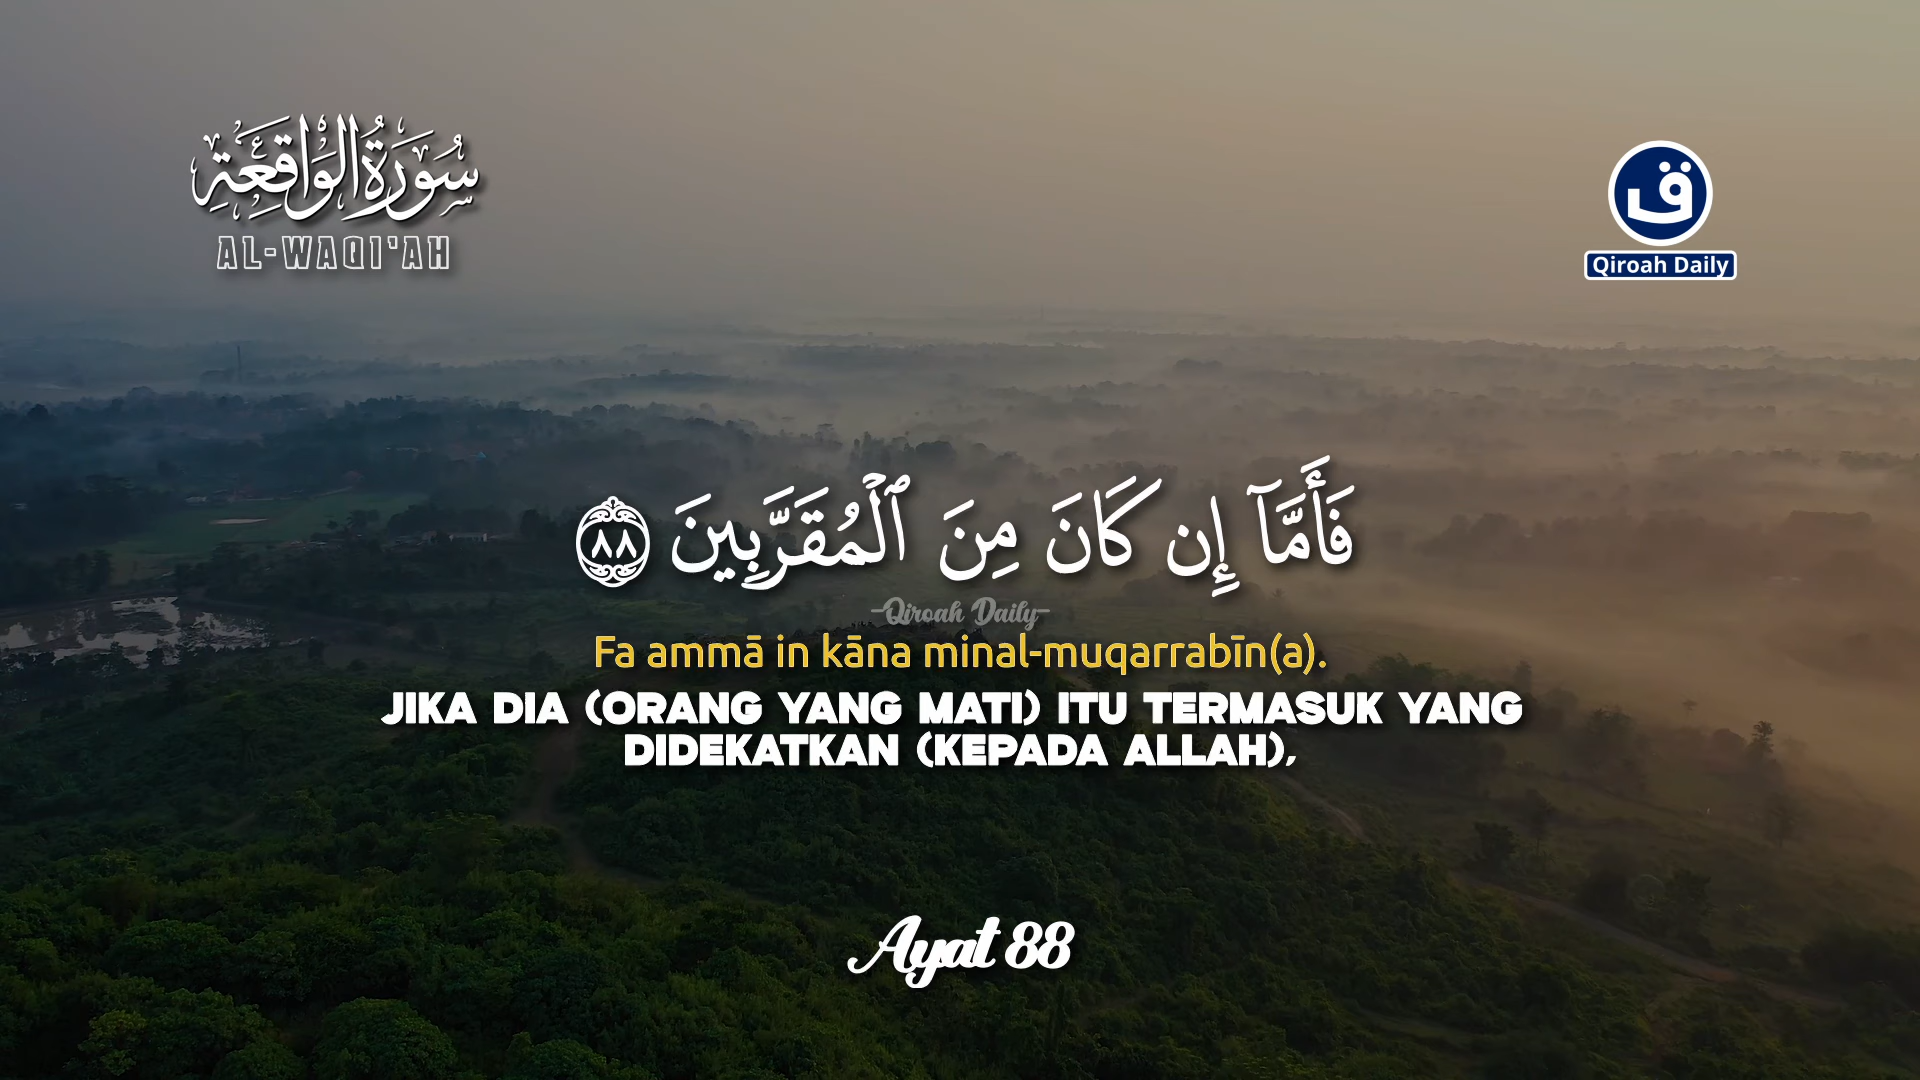 سُورَةُ الْوَاقِعَةِ
AL-WAQI'AH
ق
Qiroah Daily
فَأَمَّآ إِن كَانَ مِنَ ٱلْمُقَرَّبِينَ ٨٨
-Qiroah Daily-
Fa ammā in kāna minal-muqarrabīn(a).
JIKA DIA (ORANG YANG MATI) ITU TERMASUK YANG
DIDEKATKAN (KEPADA ALLAH),
Ayat 88